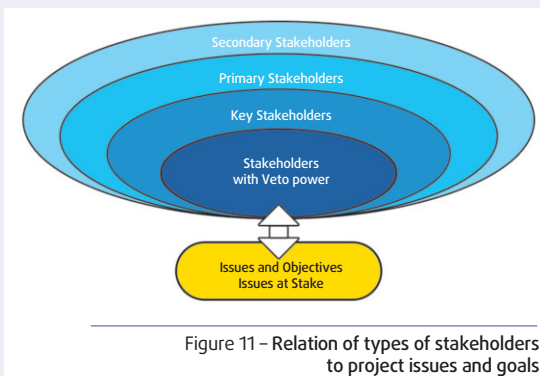 Secondary Stakeholders
Primary Stakeholders
Key Stakeholders
Stakeholders
with Veto power
Issues and Objectives
Issues at Stake
Figure 11 – Relation of types of stakeholders
to project issues and goals